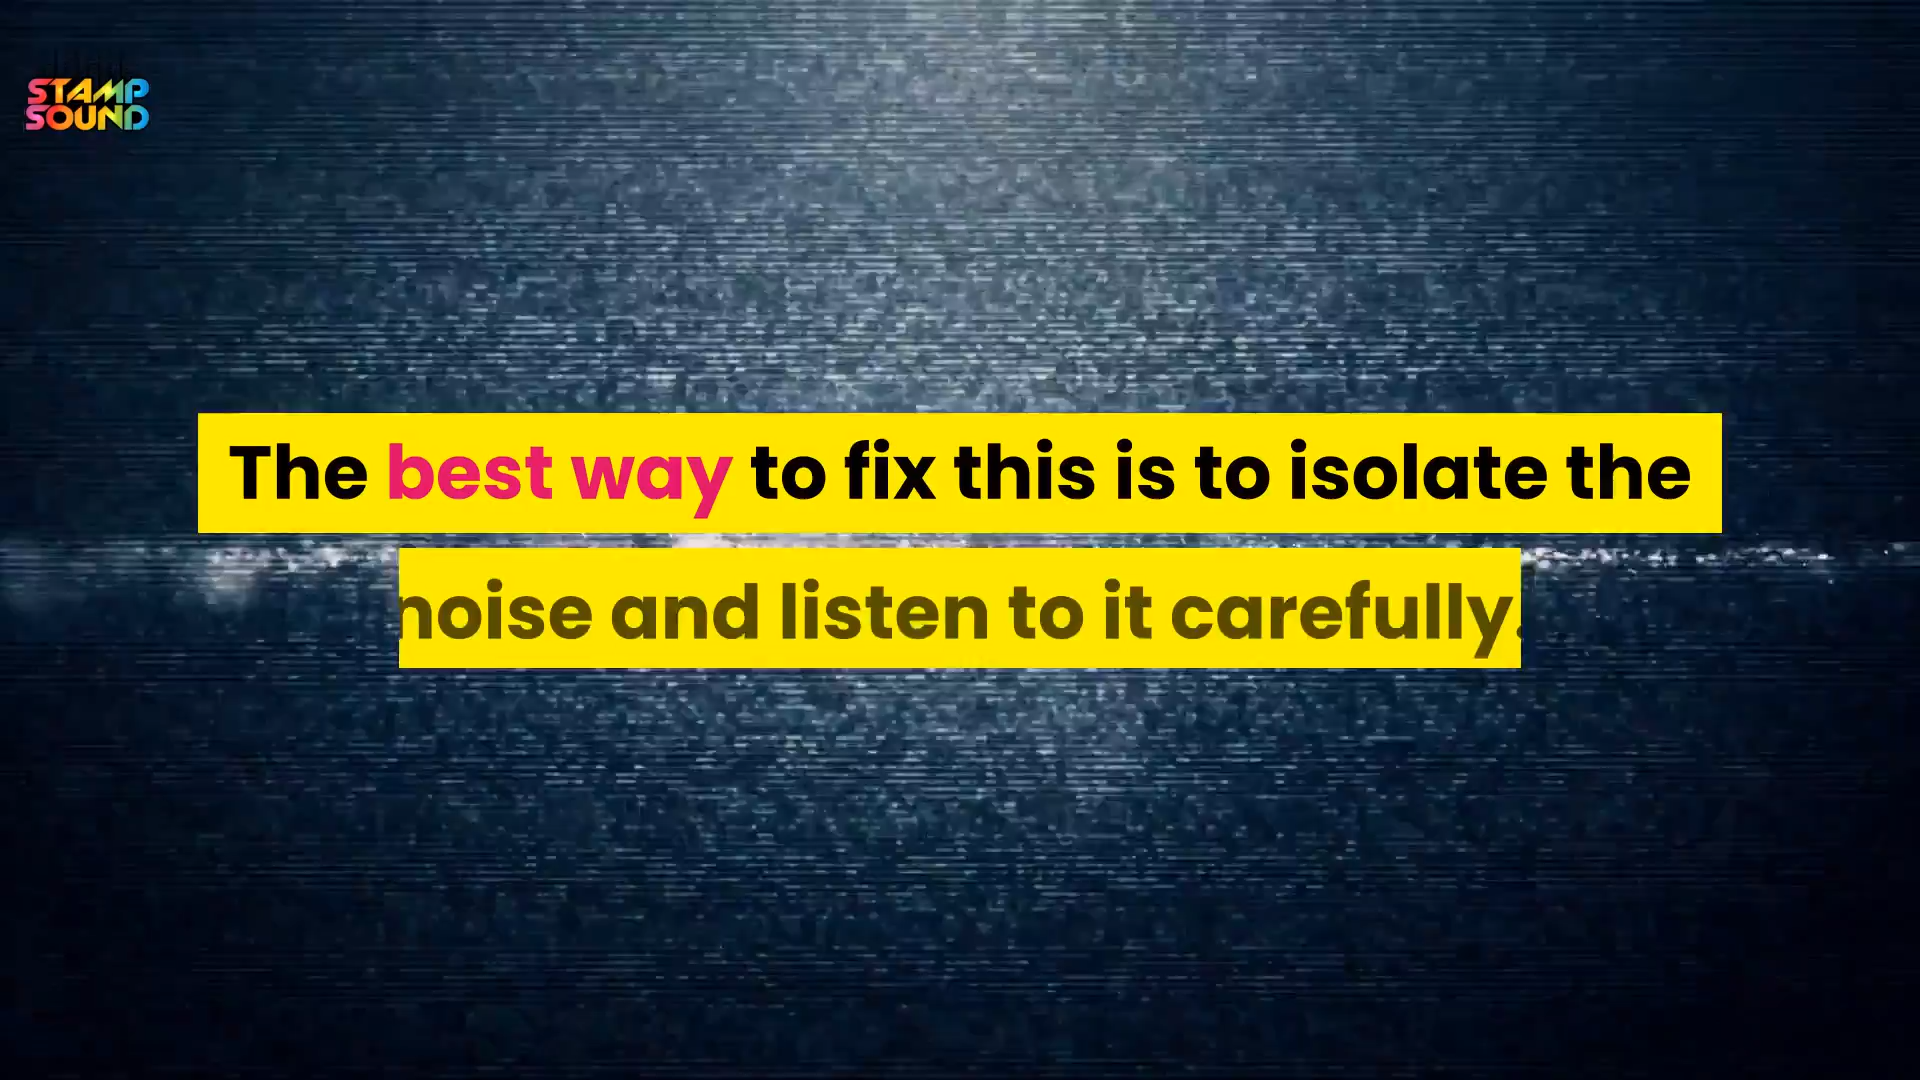 STAMP
SOUND
The best way to fix this is to isolate the
noise and listen to it carefully.